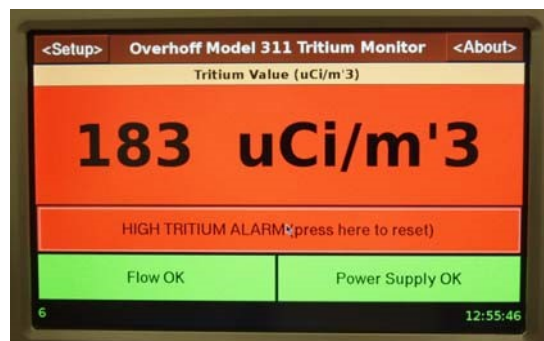 <Setup> Overhoff Model 311 Tritium Monitor <About>
Tritium Value (uCi/m'3)
183 uCi/m'3
HIGH TRITIUM ALARM (press here to reset)
Flow OK Power Supply OK
6 12:55:46